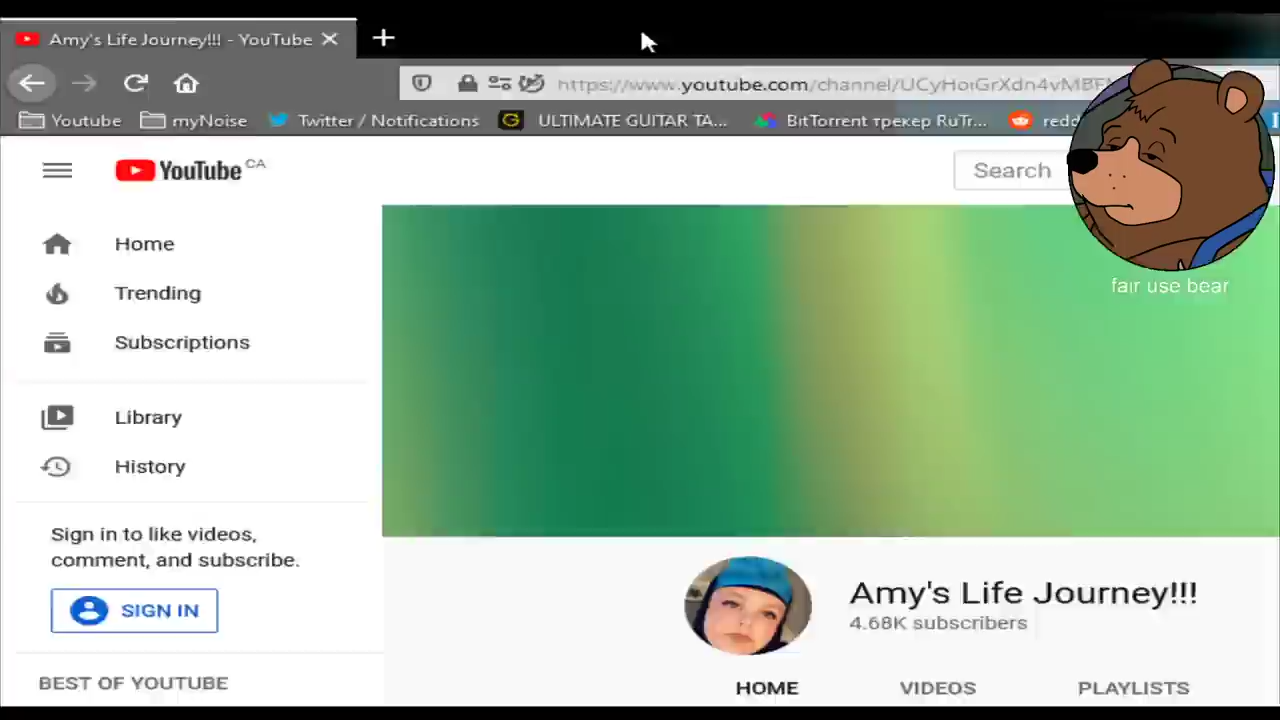 Amy's Life Journey!!! - YouTube
https://www.youtube.com/channel/UCyHoiGrXdn4vMBF
Youtube myNoise Twitter / Notifications ULTIMATE GUITAR TA... BitTorrent трекер RuTr... redd
YouTube CA
Search
fair use bear
Home
Trending
Subscriptions
Library
History
Sign in to like videos,
comment, and subscribe.
SIGN IN
BEST OF YOUTUBE
Amy's Life Journey!!!
4.68K subscribers
HOME VIDEOS PLAYLISTS